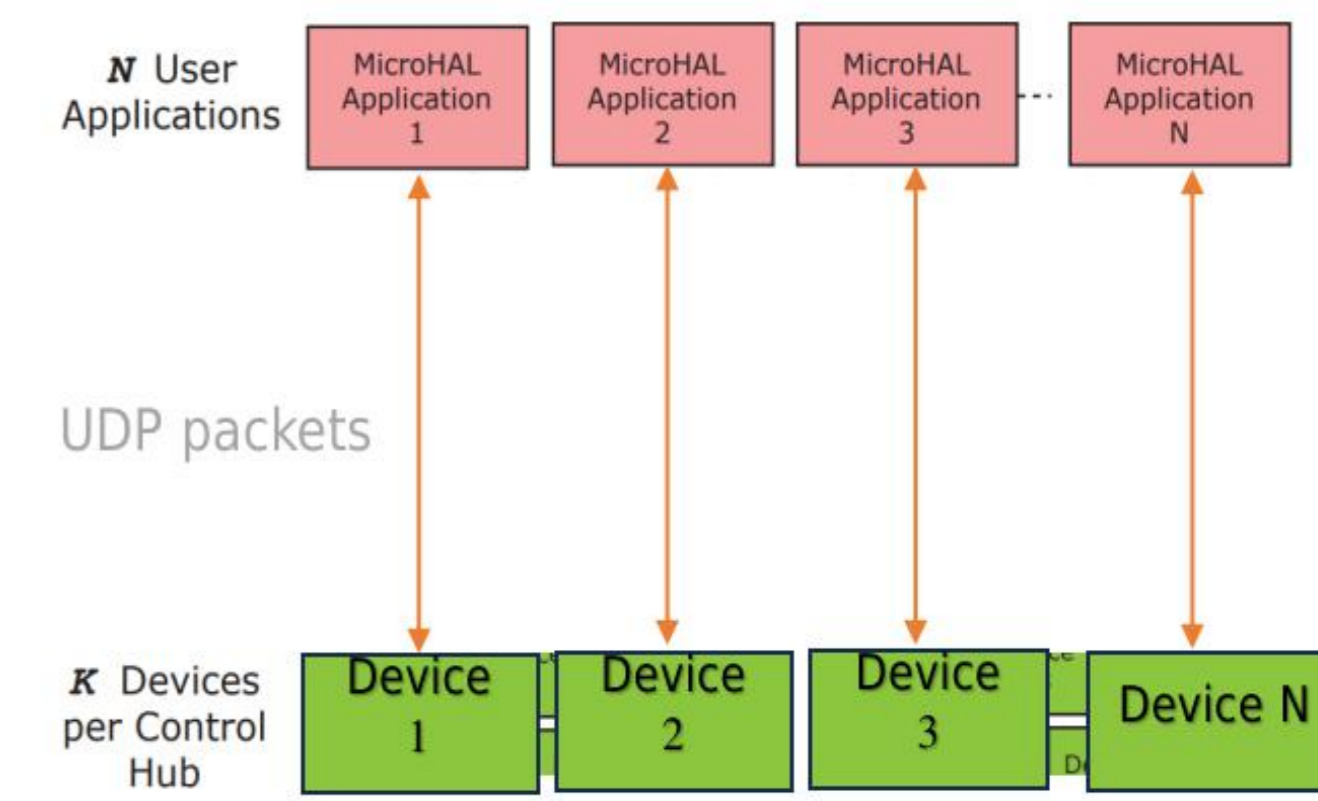 N User
Applications
MicroHAL
Application
1
MicroHAL
Application
2
MicroHAL
Application
3
MicroHAL
Application
N
UDP packets
K Devices
per Control
Hub
Device
1
Device
2
Device
3
Device N